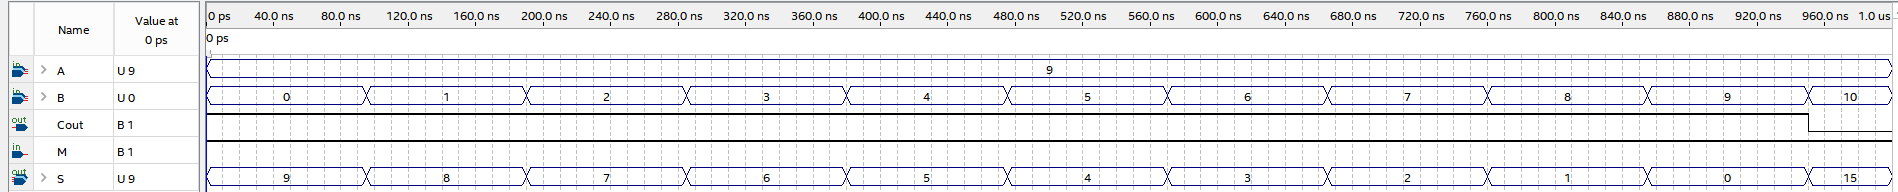 Name Value at 0 ps
0 ps 40.0 ns 80.0 ns 120.0 ns 160.0 ns 200.0 ns 240.0 ns 280.0 ns 320.0 ns 360.0 ns 400.0 ns 440.0 ns 480.0 ns 520.0 ns 560.0 ns 600.0 ns 640.0 ns 680.0 ns 720.0 ns 760.0 ns 800.0 ns 840.0 ns 880.0 ns 920.0 ns 960.0 ns 1.0 us
0 ps
in A U 9 9
in B U 0 0 1 2 3 4 5 6 7 8 9 10
out Cout B 1
in M B 1
out S U 9 9 8 7 6 5 4 3 2 1 0 15